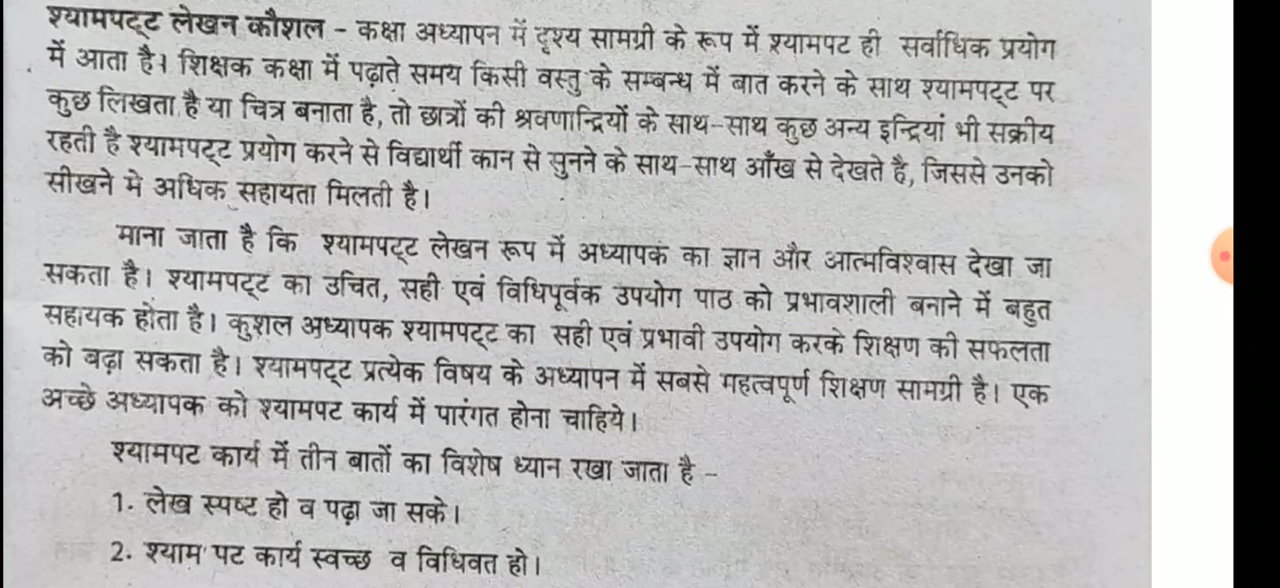 श्यामपट्ट लेखन कौशल - कक्षा अध्यापन में दृश्य सामग्री के रूप में श्यामपट ही सर्वाधिक प्रयोग
में आता है। शिक्षक कक्षा में पढ़ाते समय किसी वस्तु के सम्बन्ध में बात करने के साथ श्यामपट्ट पर
कुछ लिखता है या चित्र बनाता है, तो छात्रों की श्रवणान्द्रियों के साथ-साथ कुछ अन्य इन्द्रियां भी सक्रीय
रहती है श्यामपट्ट प्रयोग करने से विद्यार्थी कान से सुनने के साथ-साथ आँख से देखते है, जिससे उनको
सीखने मे अधिक सहायता मिलती है।
माना जाता है कि श्यामपट्ट लेखन रूप में अध्यापक का ज्ञान और आत्मविश्वास देखा जा
सकता है। श्यामपट्ट का उचित, सही एवं विधिपूर्वक उपयोग पाठ को प्रभावशाली बनाने में बहुत
सहायक होता है। कुशल अध्यापक श्यामपट्ट का सही एवं प्रभावी उपयोग करके शिक्षण की सफलता
को बढ़ा सकता है। श्यामपट्ट प्रत्येक विषय के अध्यापन में सबसे महत्वपूर्ण शिक्षण सामग्री है। एक
अच्छे अध्यापक को श्यामपट कार्य में पारंगत होना चाहिये।
श्यामपट कार्य में तीन बातों का विशेष ध्यान रखा जाता है -
1. लेख स्पष्ट हो व पढ़ा जा सके।
2. श्याम पट कार्य स्वच्छ व विधिवत हो।